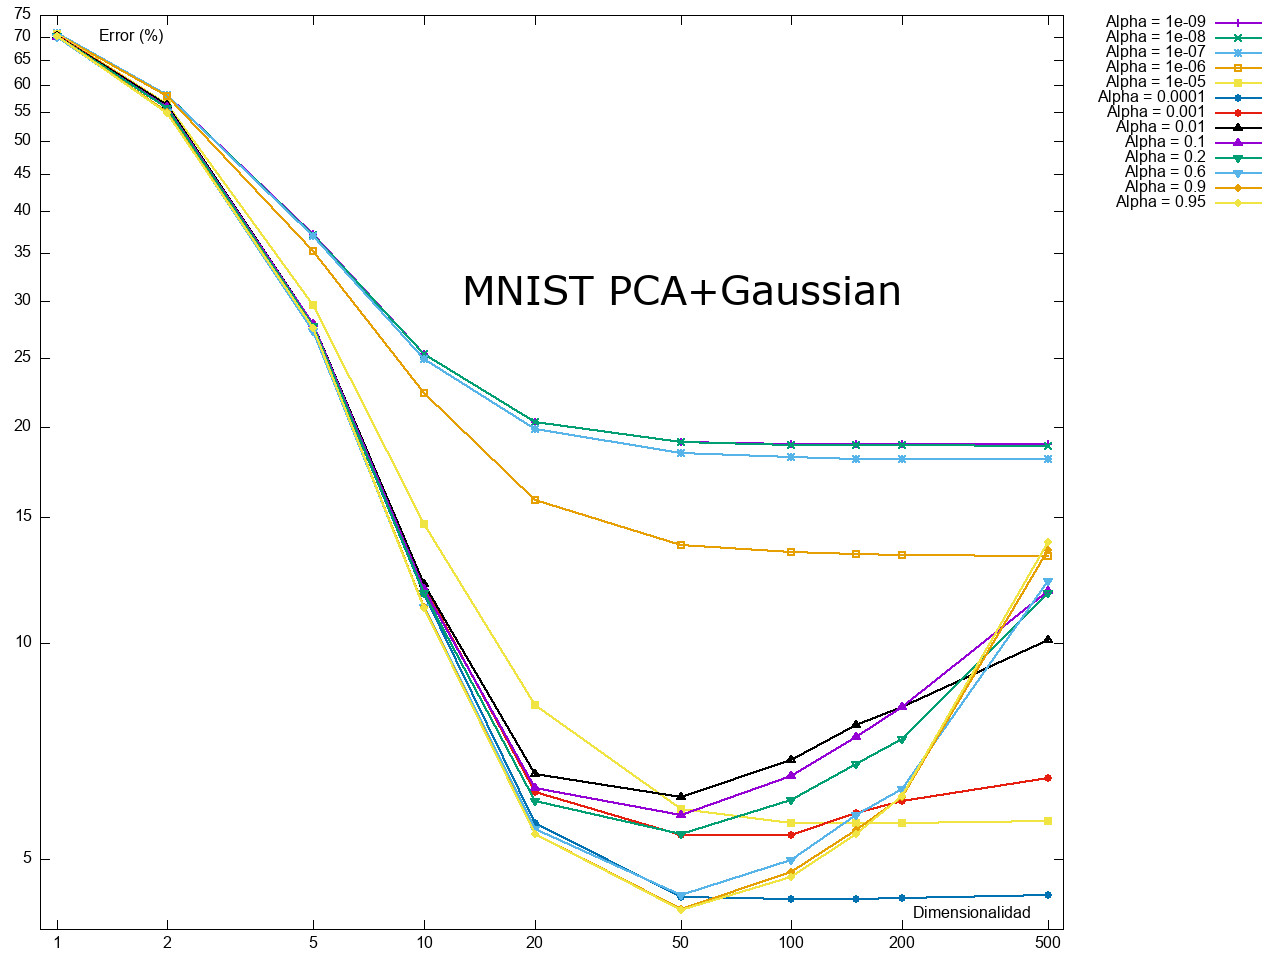 75
70
65
60
55
50
45
40
35
30
25
20
15
10
5
Error (%)
MNIST PCA+Gaussian
Dimensionalidad
1 2 5 10 20 50 100 200 500
Alpha = 1e-09
Alpha = 1e-08
Alpha = 1e-07
Alpha = 1e-06
Alpha = 1e-05
Alpha = 0.0001
Alpha = 0.001
Alpha = 0.01
Alpha = 0.1
Alpha = 0.2
Alpha = 0.6
Alpha = 0.9
Alpha = 0.95